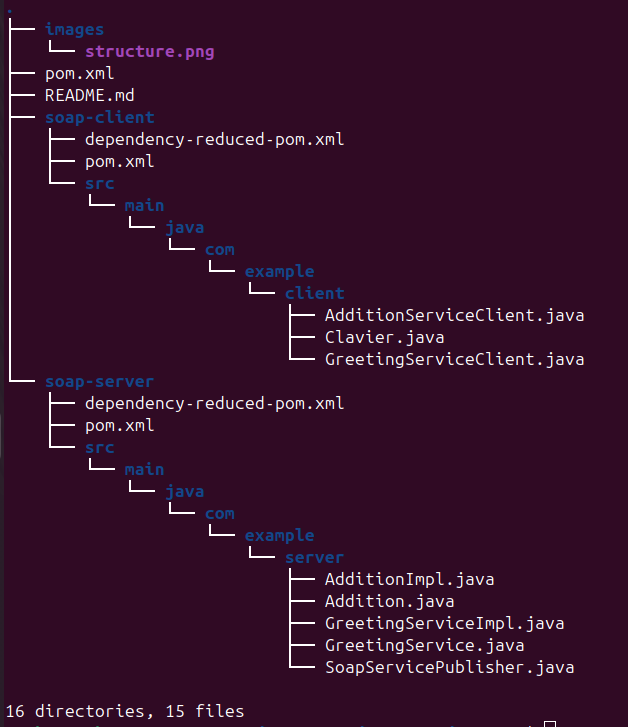 .
├── images
│   └── structure.png
├── pom.xml
├── README.md
├── soap-client
│   ├── dependency-reduced-pom.xml
│   ├── pom.xml
│   └── src
│       └── main
│           └── java
│               └── com
│                   └── example
│                       └── client
│                           ├── AdditionServiceClient.java
│                           ├── Clavier.java
│                           └── GreetingServiceClient.java
└── soap-server
    ├── dependency-reduced-pom.xml
    ├── pom.xml
    └── src
        └── main
            └── java
                └── com
                    └── example
                        └── server
                            ├── AdditionImpl.java
                            ├── Addition.java
                            ├── GreetingServiceImpl.java
                            ├── GreetingService.java
                            └── SoapServicePublisher.java
16 directories, 15 files